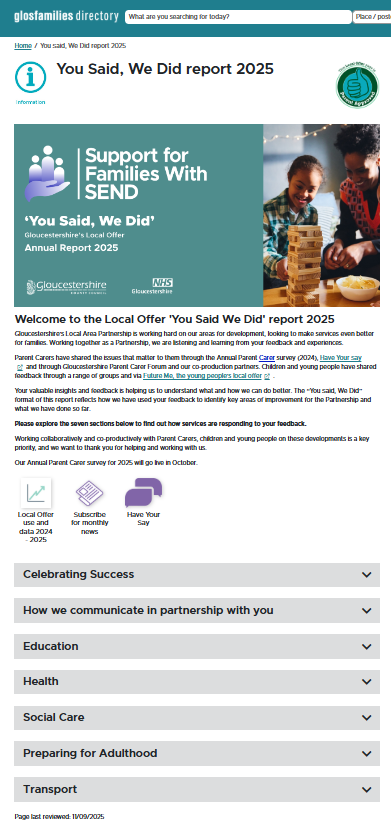 glosfamilies directory
What are you searching for today?
Place / post
Home / You said, We Did report 2025
You Said, We Did report 2025
Information
Parent Approved
Support for
Families With
SEND
'You Said, We Did'
Gloucestershire's Local Offer
Annual Report 2025
Gloucestershire
COUNTY COUNCIL
NHS
Gloucestershire
Welcome to the Local Offer 'You Said We Did' report 2025
Gloucestershire's Local Area Partnership is working hard on our areas for development, looking to make services even better
for families. Working together as a Partnership, we are listening and learning from your feedback and experiences.
Parent Carers have shared the issues that matter to them through the Annual Parent Carer survey (2024), Have Your say
and through Gloucestershire Parent Carer Forum and our co-production partners. Children and young people have shared
feedback through a range of groups and via Future Me, the young people's local offer .
Your valuable insights and feedback is helping us to understand what and how we can do better. The "You said, We Did"
format of this report reflects how we have used your feedback to identify key areas of improvement for the Partnership and
what we have done so far.
Please explore the seven sections below to find out how services are responding to your feedback.
Working collaboratively and co-productively with Parent Carers, children and young people on these developments is a key
priority, and we want to thank you for helping and working with us.
Our Annual Parent Carer survey for 2025 will go live in October.
Local Offer
use and
data 2024
- 2025
Subscribe
for monthly
news
Have Your
Say
Celebrating Success
How we communicate in partnership with you
Education
Health
Social Care
Preparing for Adulthood
Transport
Page last reviewed: 11/09/2025